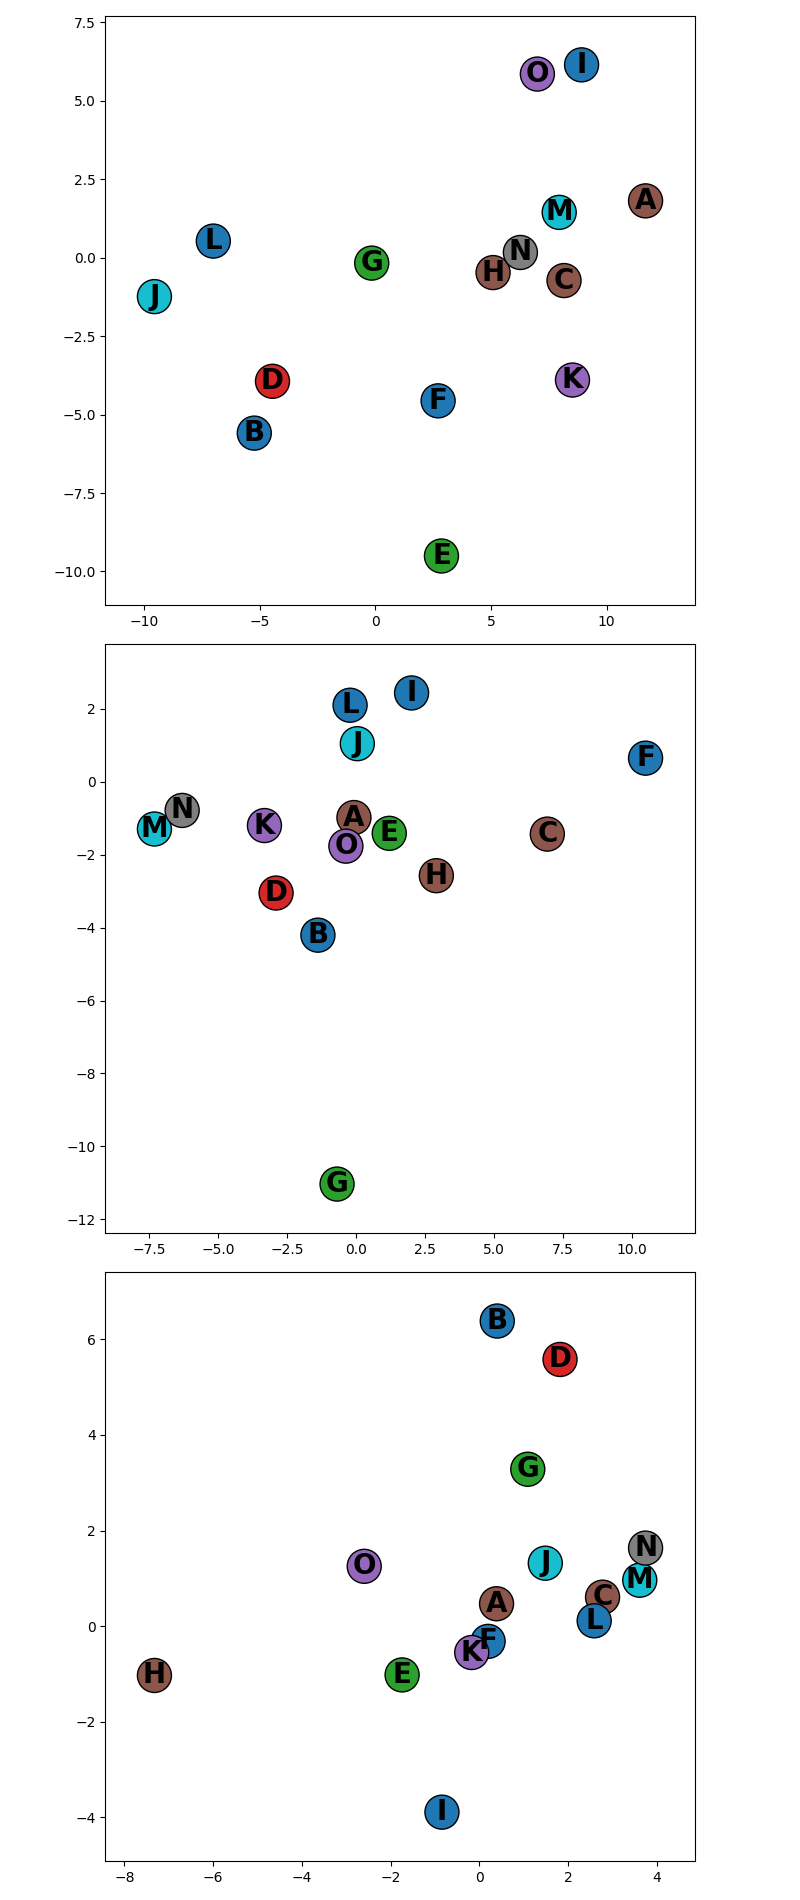 7.5
O I
5.0
2.5
A
M
L
0.0 G N
H C
J
−2.5
D F K
−5.0
B
−7.5
E
−10.0
−10 −5 0 5 10
L I
2
J F
0
N
M K A E C
−2 O
H
D
−4 B
−6
−8
−10
G
−12
−7.5 −5.0 −2.5 0.0 2.5 5.0 7.5 10.0
B
6
D
4
G
2
N
O J M
A C
L
0
F
K
H E
−2
−4 I
−8 −6 −4 −2 0 2 4